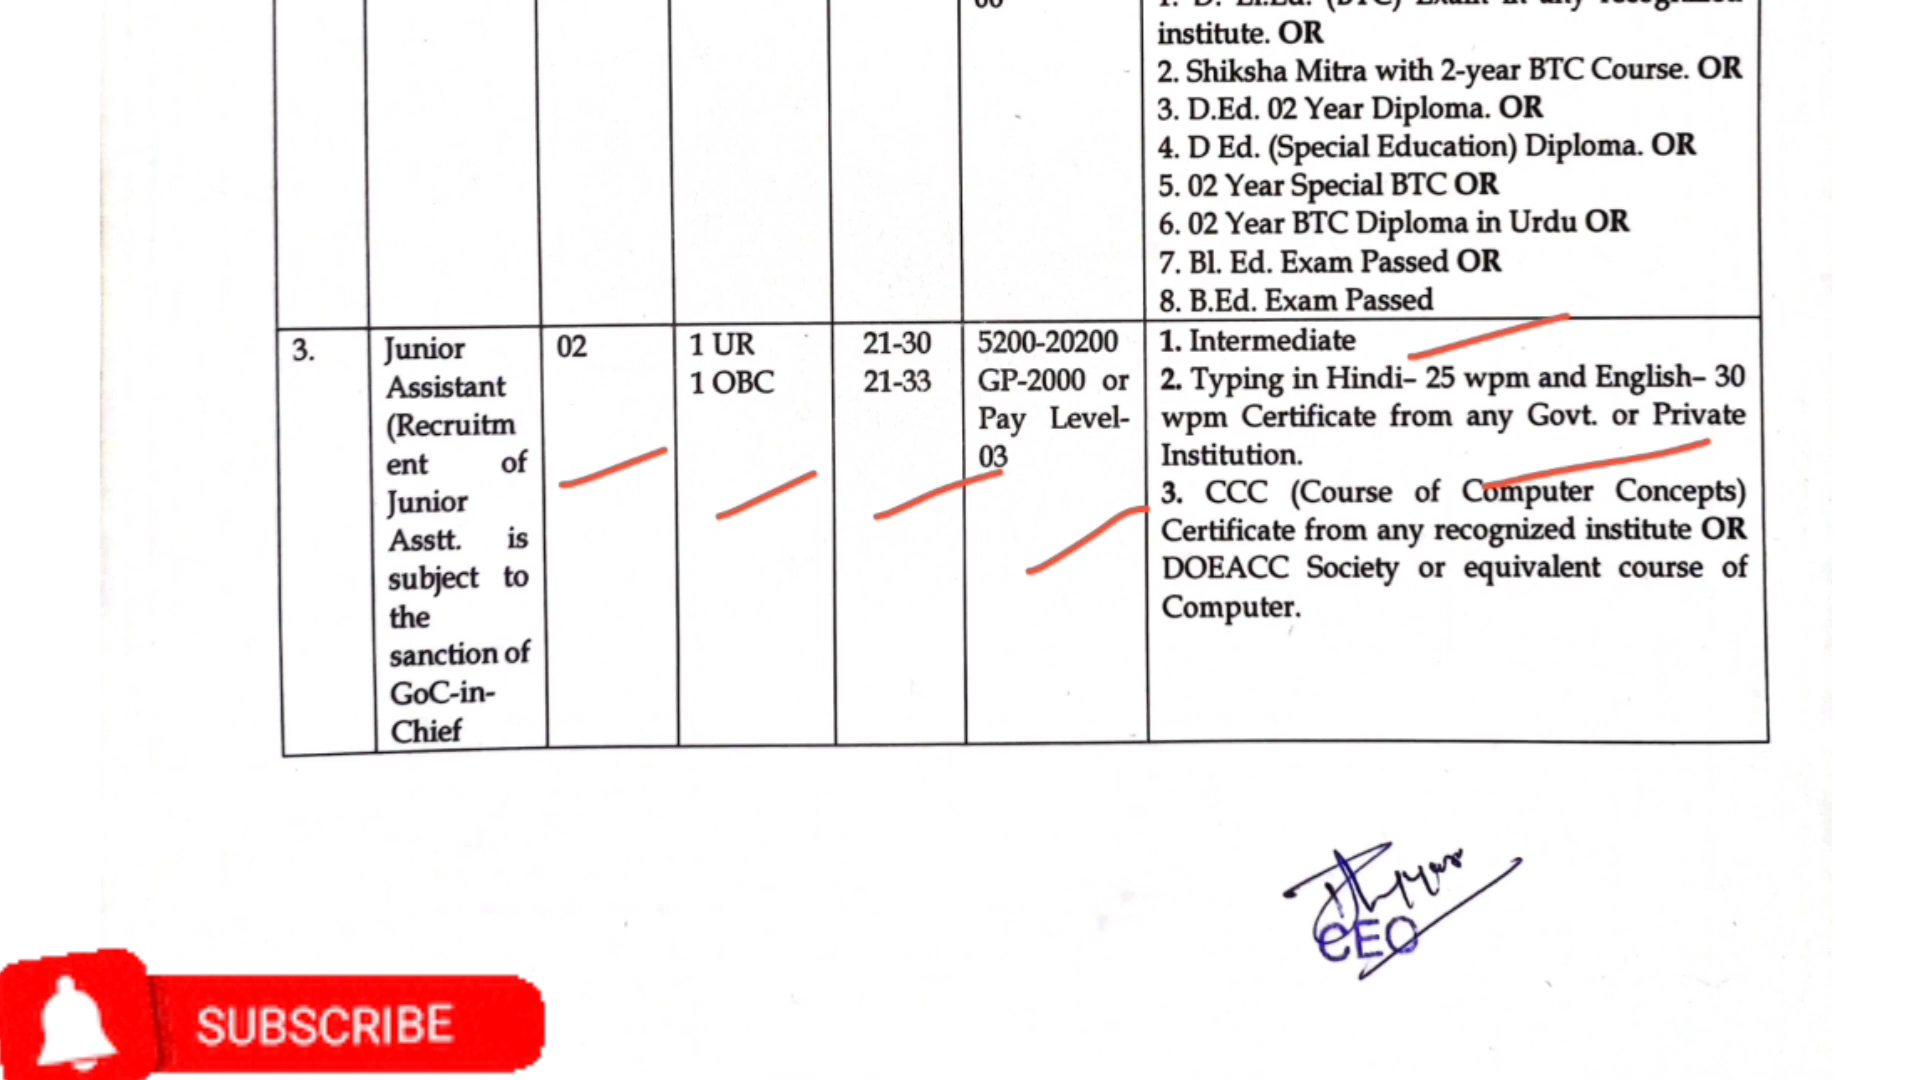 institute. OR
2. Shiksha Mitra with 2-year BTC Course. OR
3. D.Ed. 02 Year Diploma. OR
4. D Ed. (Special Education) Diploma. OR
5. 02 Year Special BTC OR
6. 02 Year BTC Diploma in Urdu OR
7. Bl. Ed. Exam Passed OR
8. B.Ed. Exam Passed
3.
Junior
Assistant
(Recruitm
ent of
Junior
Asstt. is
subject to
the
sanction of
GoC-in-
Chief
02
1 UR
1 OBC
21-30
21-33
5200-20200
GP-2000 or
Pay Level-
03
1. Intermediate
2. Typing in Hindi– 25 wpm and English– 30
wpm Certificate from any Govt. or Private
Institution.
3. CCC (Course of Computer Concepts)
Certificate from any recognized institute OR
DOEACC Society or equivalent course of
Computer.
CEO
SUBSCRIBE